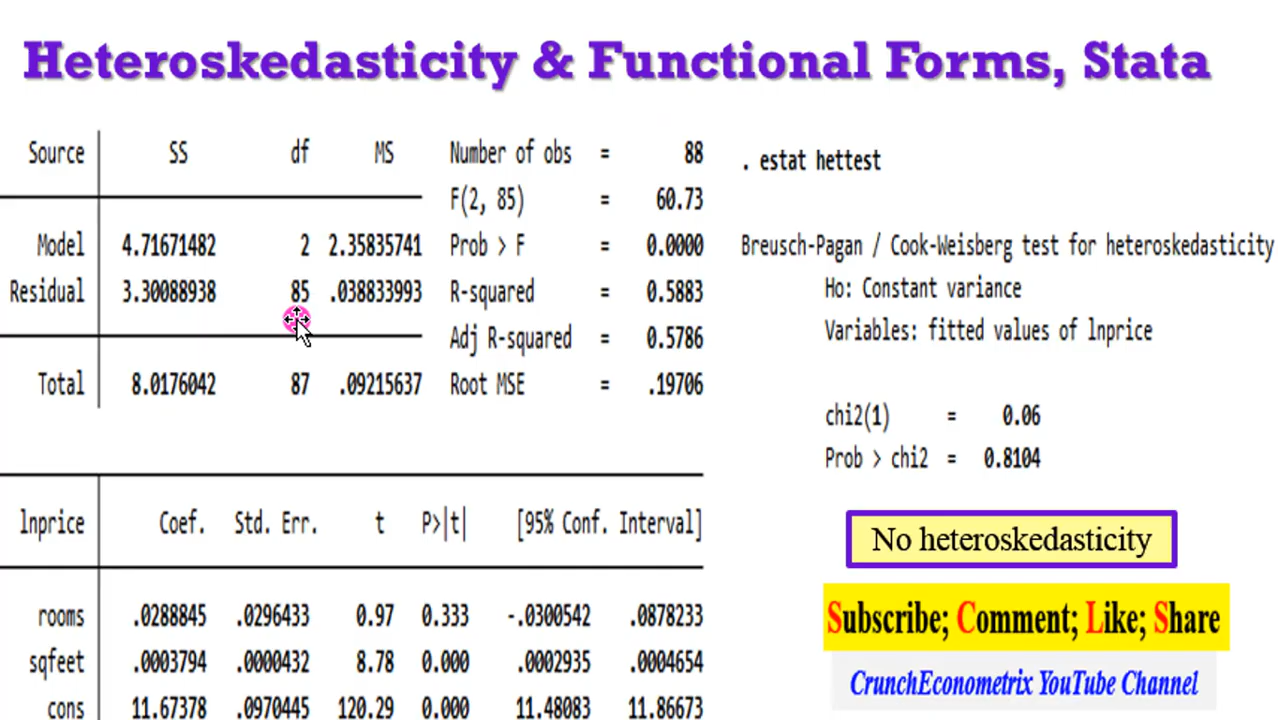 Heteroskedasticity & Functional Forms, Stata
Source SS df MS Number of obs = 88
F(2, 85) = 60.73
Model 4.71671482 2 2.35835741 Prob > F = 0.0000
Residual 3.30088938 85 .038833993 R-squared = 0.5883
Adj R-squared = 0.5786
Total 8.0176042 87 .09215637 Root MSE = .19706
lnprice Coef. Std. Err. t P>|t| [95% Conf. Interval]
rooms .0288845 .0296433 0.97 0.333 -.0300542 .0878233
sqfeet .0003794 .0000432 8.78 0.000 .0002935 .0004654
cons 11.67378 .0970445 120.29 0.000 11.48083 11.86673
. estat hettest
Breusch-Pagan / Cook-Weisberg test for heteroskedasticity
Ho: Constant variance
Variables: fitted values of lnprice
chi2(1) = 0.06
Prob > chi2 = 0.8104
No heteroskedasticity
Subscribe; Comment; Like; Share
CrunchEconometrix YouTube Channel